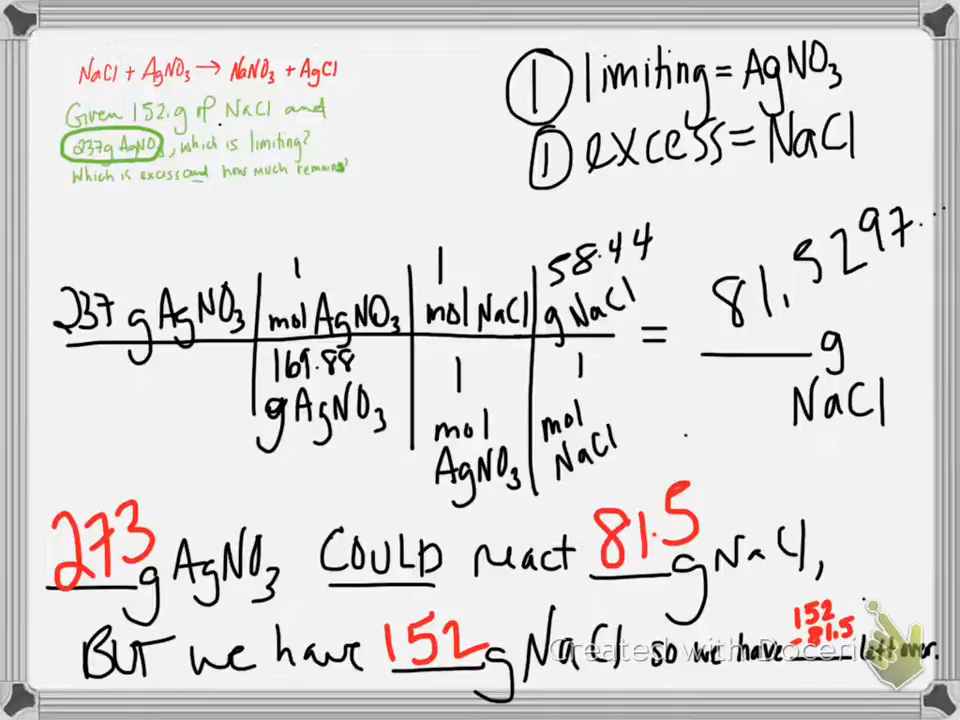 NaCl + AgNO3 → NaNO3 + AgCl
Given 152.g of NaCl and
237g AgNO3, which is limiting?
Which is excess and how much remains?
1 limiting = AgNO3
1 excess = NaCl
237 g AgNO3 | 1 mol AgNO3 | 1 mol NaCl | 58.44 g NaCl = 81.5297... g NaCl
169.88 g AgNO3 | 1 mol AgNO3 | 1 mol NaCl
273 g AgNO3 COULD react 81.5 g NaCl,
BUT we have 152 g NaCl so we have 152 - 81.5 left over.
Created with Doceri